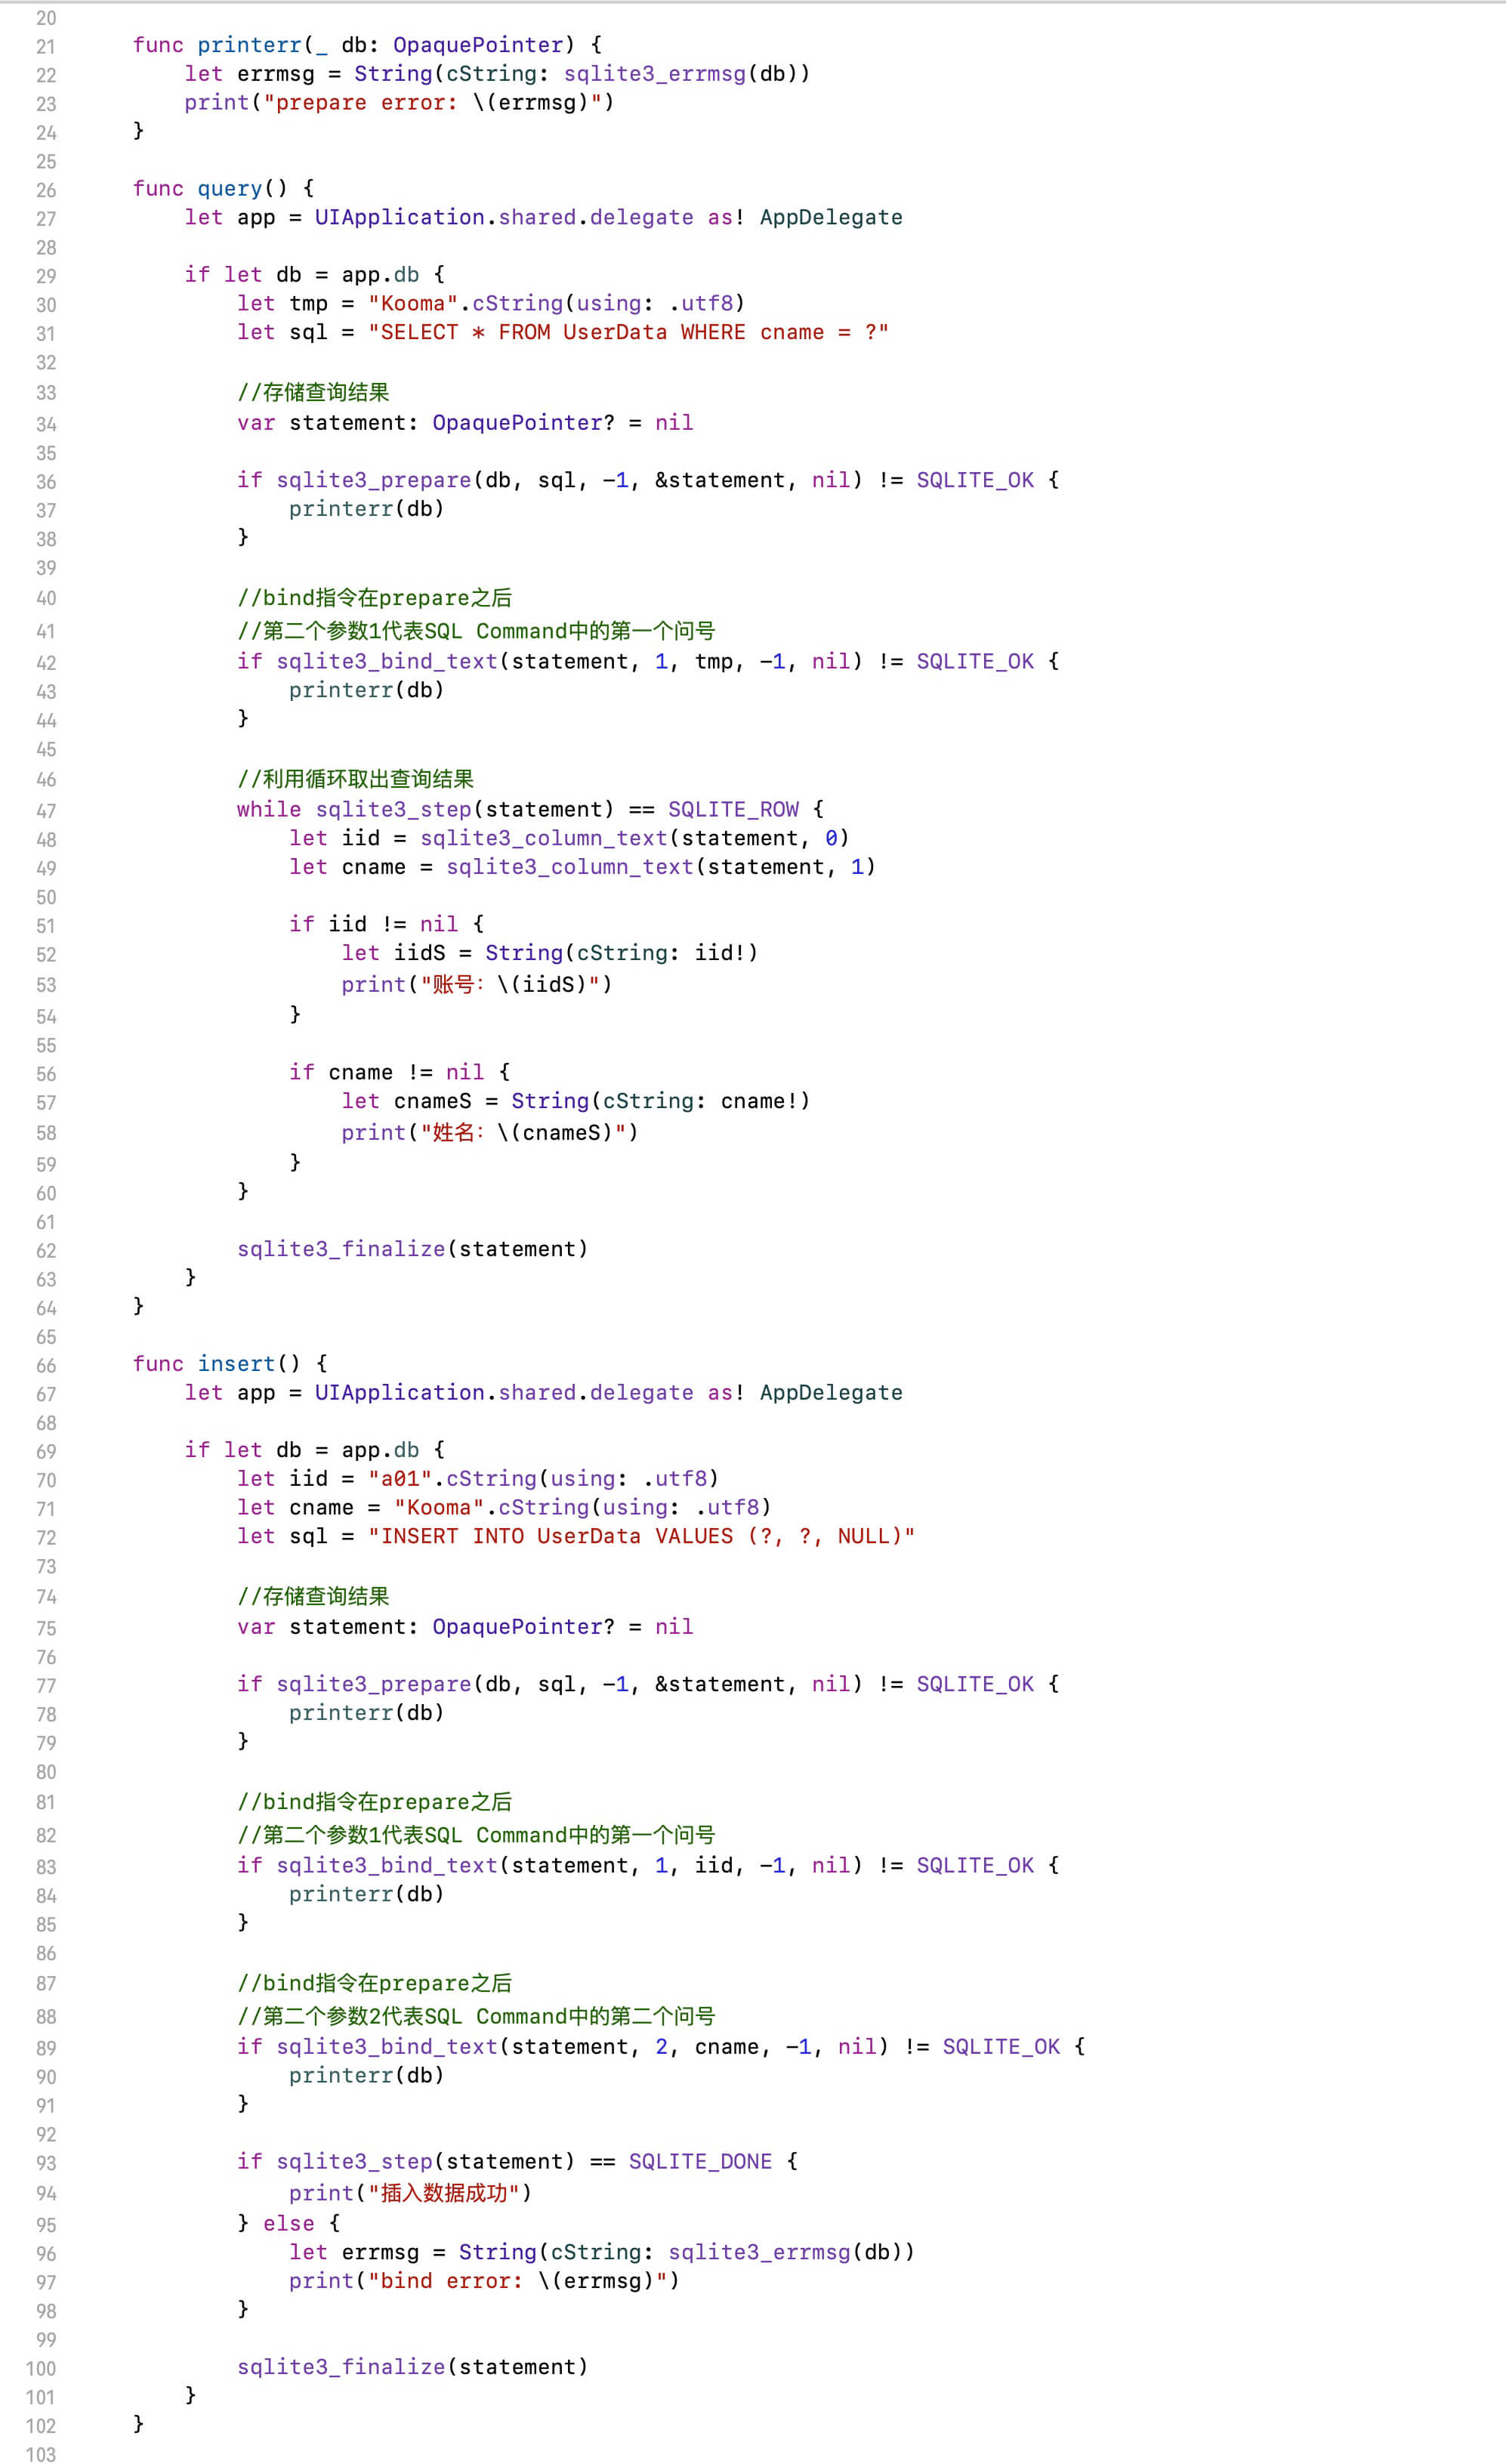 20
21 func printerr(_ db: OpaquePointer) {
22 let errmsg = String(cString: sqlite3_errmsg(db))
23 print("prepare error: \(errmsg)")
24 }
25
26 func query() {
27 let app = UIApplication.shared.delegate as! AppDelegate
28
29 if let db = app.db {
30 let tmp = "Kooma".cString(using: .utf8)
31 let sql = "SELECT * FROM UserData WHERE cname = ?"
32
33 //存储查询结果
34 var statement: OpaquePointer? = nil
35
36 if sqlite3_prepare(db, sql, -1, &statement, nil) != SQLITE_OK {
37 printerr(db)
38 }
39
40 //bind指令在prepare之后
41 //第二个参数1代表SQL Command中的第一个问号
42 if sqlite3_bind_text(statement, 1, tmp, -1, nil) != SQLITE_OK {
43 printerr(db)
44 }
45
46 //利用循环取出查询结果
47 while sqlite3_step(statement) == SQLITE_ROW {
48 let iid = sqlite3_column_text(statement, 0)
49 let cname = sqlite3_column_text(statement, 1)
50
51 if iid != nil {
52 let iidS = String(cString: iid!)
53 print("账号：\(iidS)")
54 }
55
56 if cname != nil {
57 let cnameS = String(cString: cname!)
58 print("姓名：\(cnameS)")
59 }
60 }
61
62 sqlite3_finalize(statement)
63 }
64 }
65
66 func insert() {
67 let app = UIApplication.shared.delegate as! AppDelegate
68
69 if let db = app.db {
70 let iid = "a01".cString(using: .utf8)
71 let cname = "Kooma".cString(using: .utf8)
72 let sql = "INSERT INTO UserData VALUES (?, ?, NULL)"
73
74 //存储查询结果
75 var statement: OpaquePointer? = nil
76
77 if sqlite3_prepare(db, sql, -1, &statement, nil) != SQLITE_OK {
78 printerr(db)
79 }
80
81 //bind指令在prepare之后
82 //第二个参数1代表SQL Command中的第一个问号
83 if sqlite3_bind_text(statement, 1, iid, -1, nil) != SQLITE_OK {
84 printerr(db)
85 }
86
87 //bind指令在prepare之后
88 //第二个参数2代表SQL Command中的第二个问号
89 if sqlite3_bind_text(statement, 2, cname, -1, nil) != SQLITE_OK {
90 printerr(db)
91 }
92
93 if sqlite3_step(statement) == SQLITE_DONE {
94 print("插入数据成功")
95 } else {
96 let errmsg = String(cString: sqlite3_errmsg(db))
97 print("bind error: \(errmsg)")
98 }
99
100 sqlite3_finalize(statement)
101 }
102 }
103